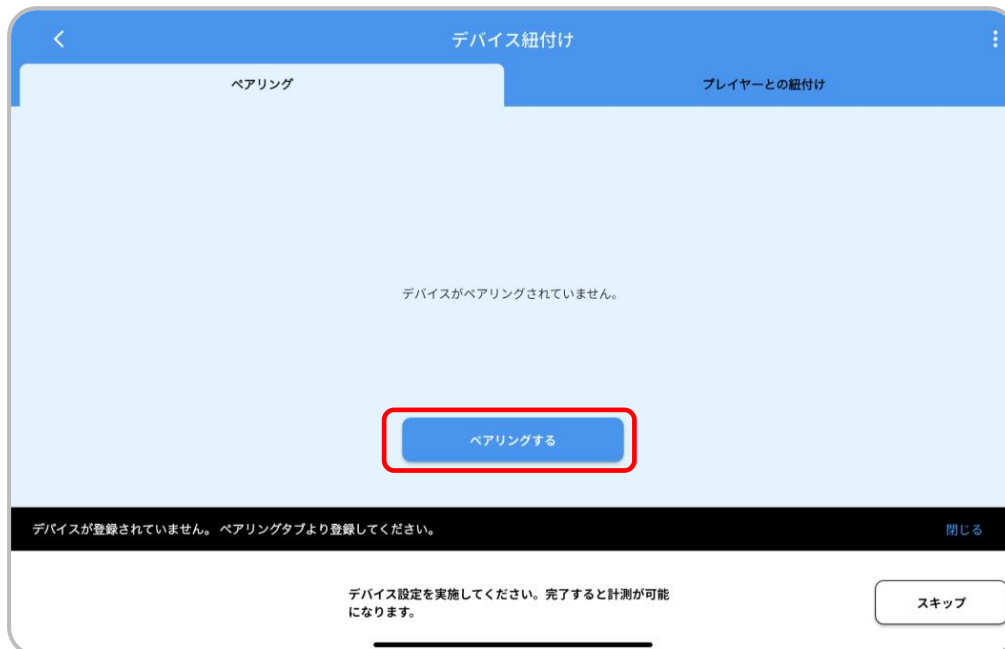 デバイス紐付け
ペアリング
プレイヤーとの紐付け
デバイスがペアリングされていません。
ペアリングする
デバイスが登録されていません。 ペアリングタブより登録してください。
閉じる
デバイス設定を実施してください。完了すると計測が可能
になります。
スキップ